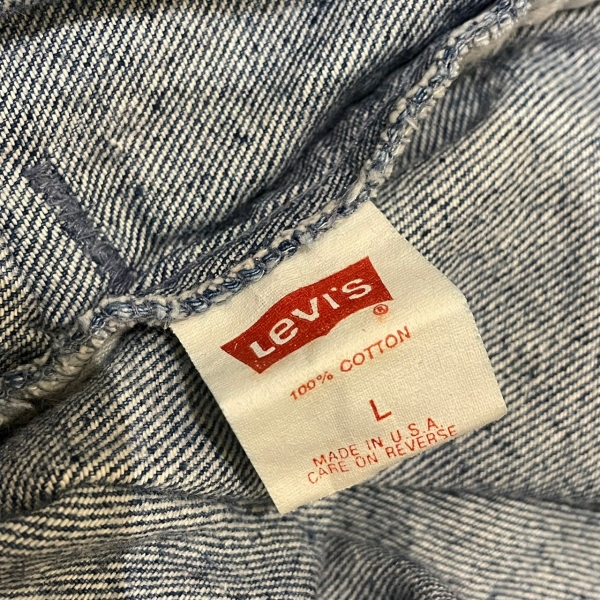 Levi's
®
100% COTTON
L
MADE IN U.S.A.
CARE ON REVERSE